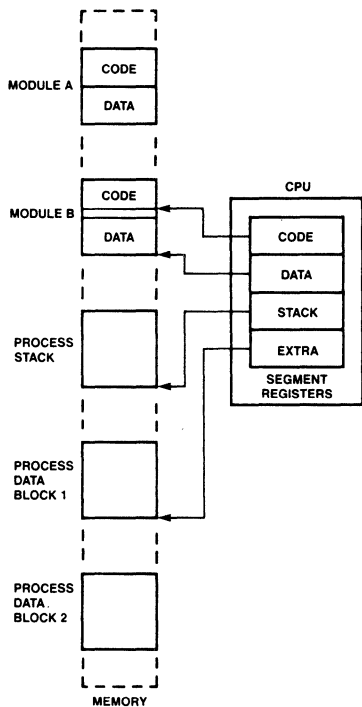 MODULE A
CODE
DATA
MODULE B
CODE
DATA
PROCESS
STACK
PROCESS
DATA
BLOCK 1
PROCESS
DATA.
BLOCK 2
MEMORY
CPU
CODE
DATA
STACK
EXTRA
SEGMENT
REGISTERS